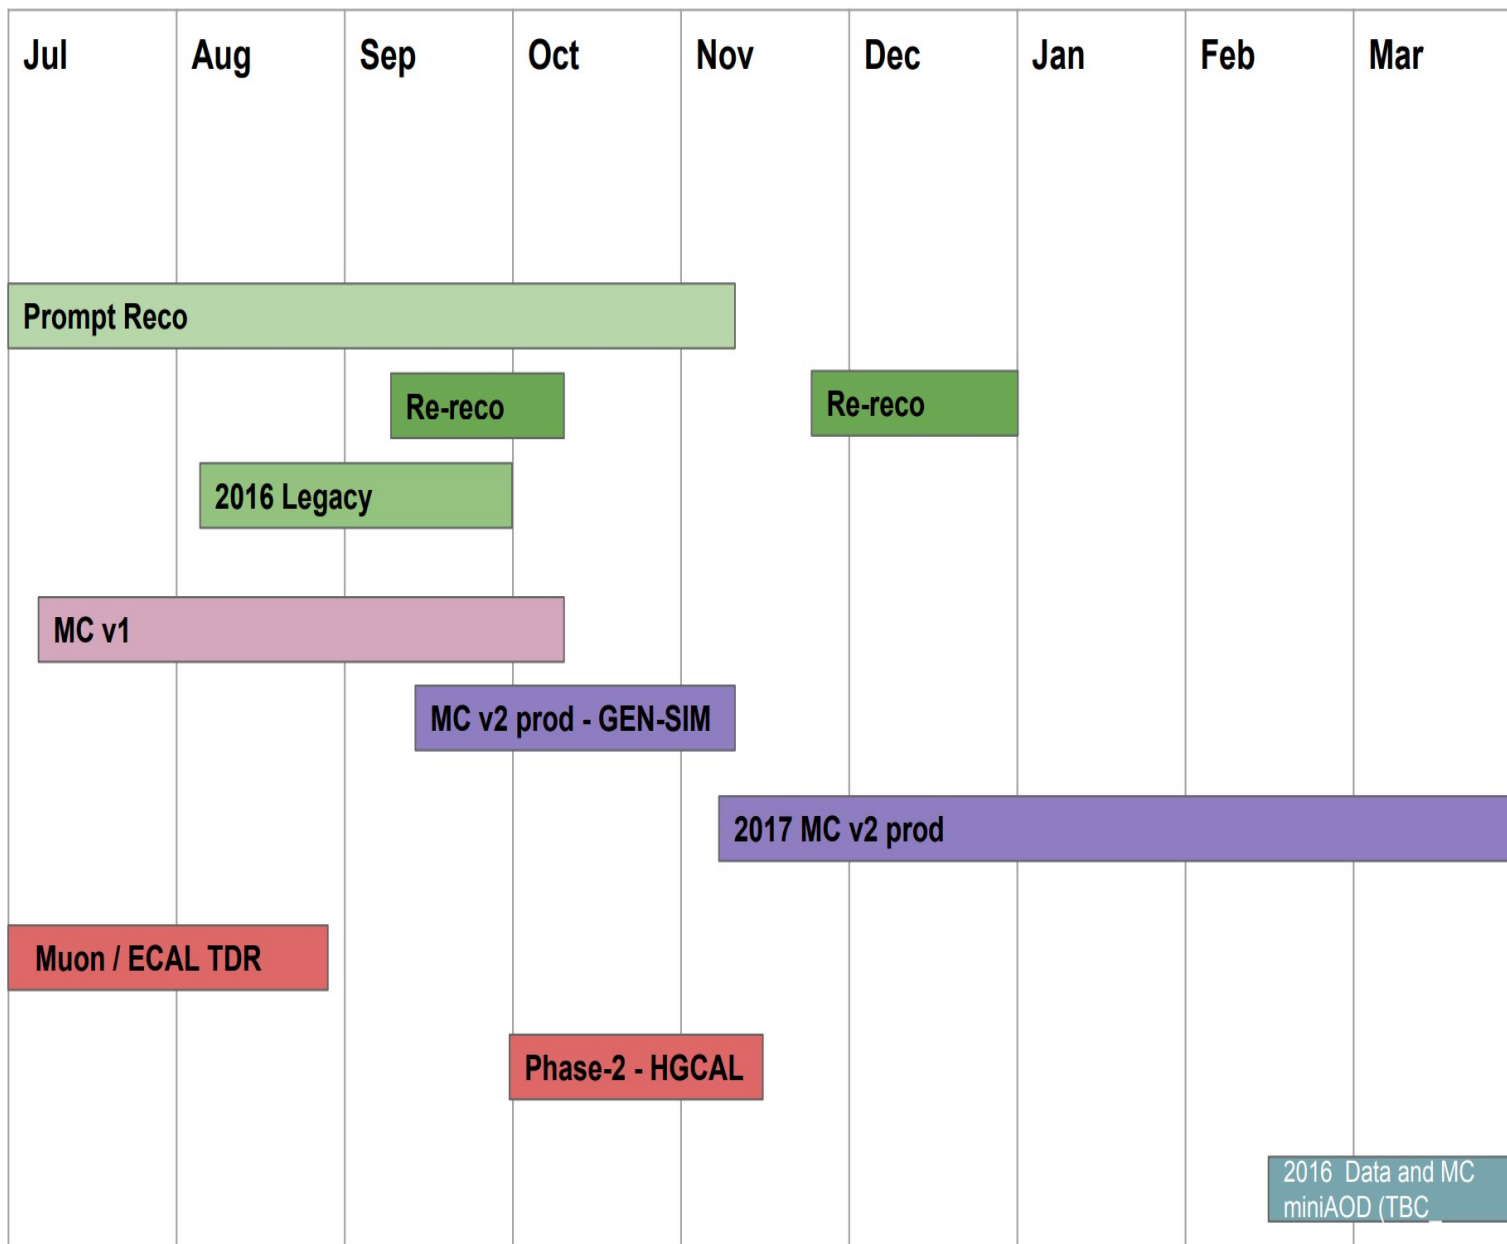 Jul Aug Sep Oct Nov Dec Jan Feb Mar
Prompt Reco
Re-reco Re-reco
2016 Legacy
MC v1
MC v2 prod - GEN-SIM
2017 MC v2 prod
Muon / ECAL TDR
Phase-2 - HGCAL
2016 Data and MC
miniAOD (TBC_